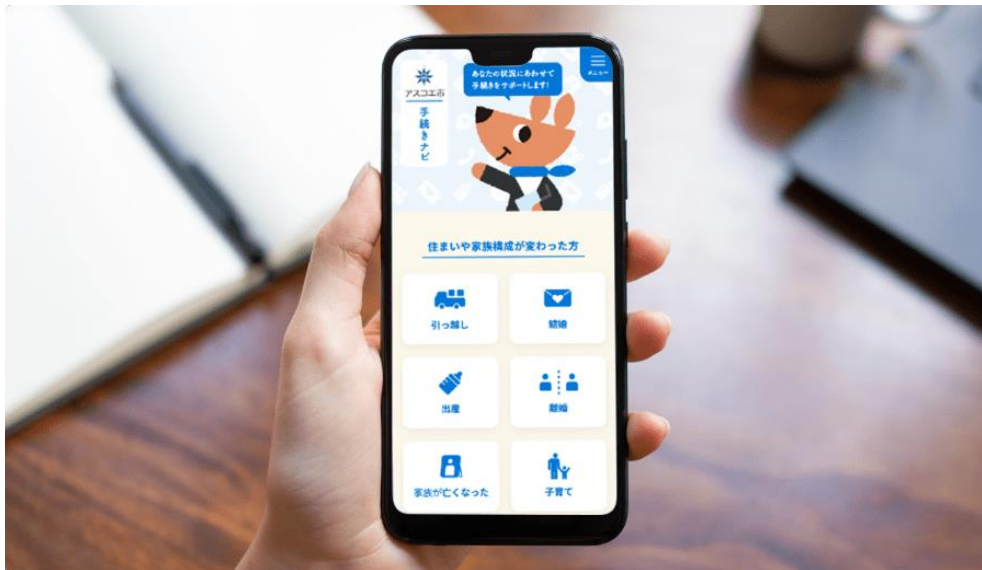 アスコエ市
手続きナビ
あなたの状況にあわせて
手続きをサポートします!
メニュー
住まいや家族構成が変わった方
引っ越し
結婚
出産
離婚
家族が亡くなった
子育て